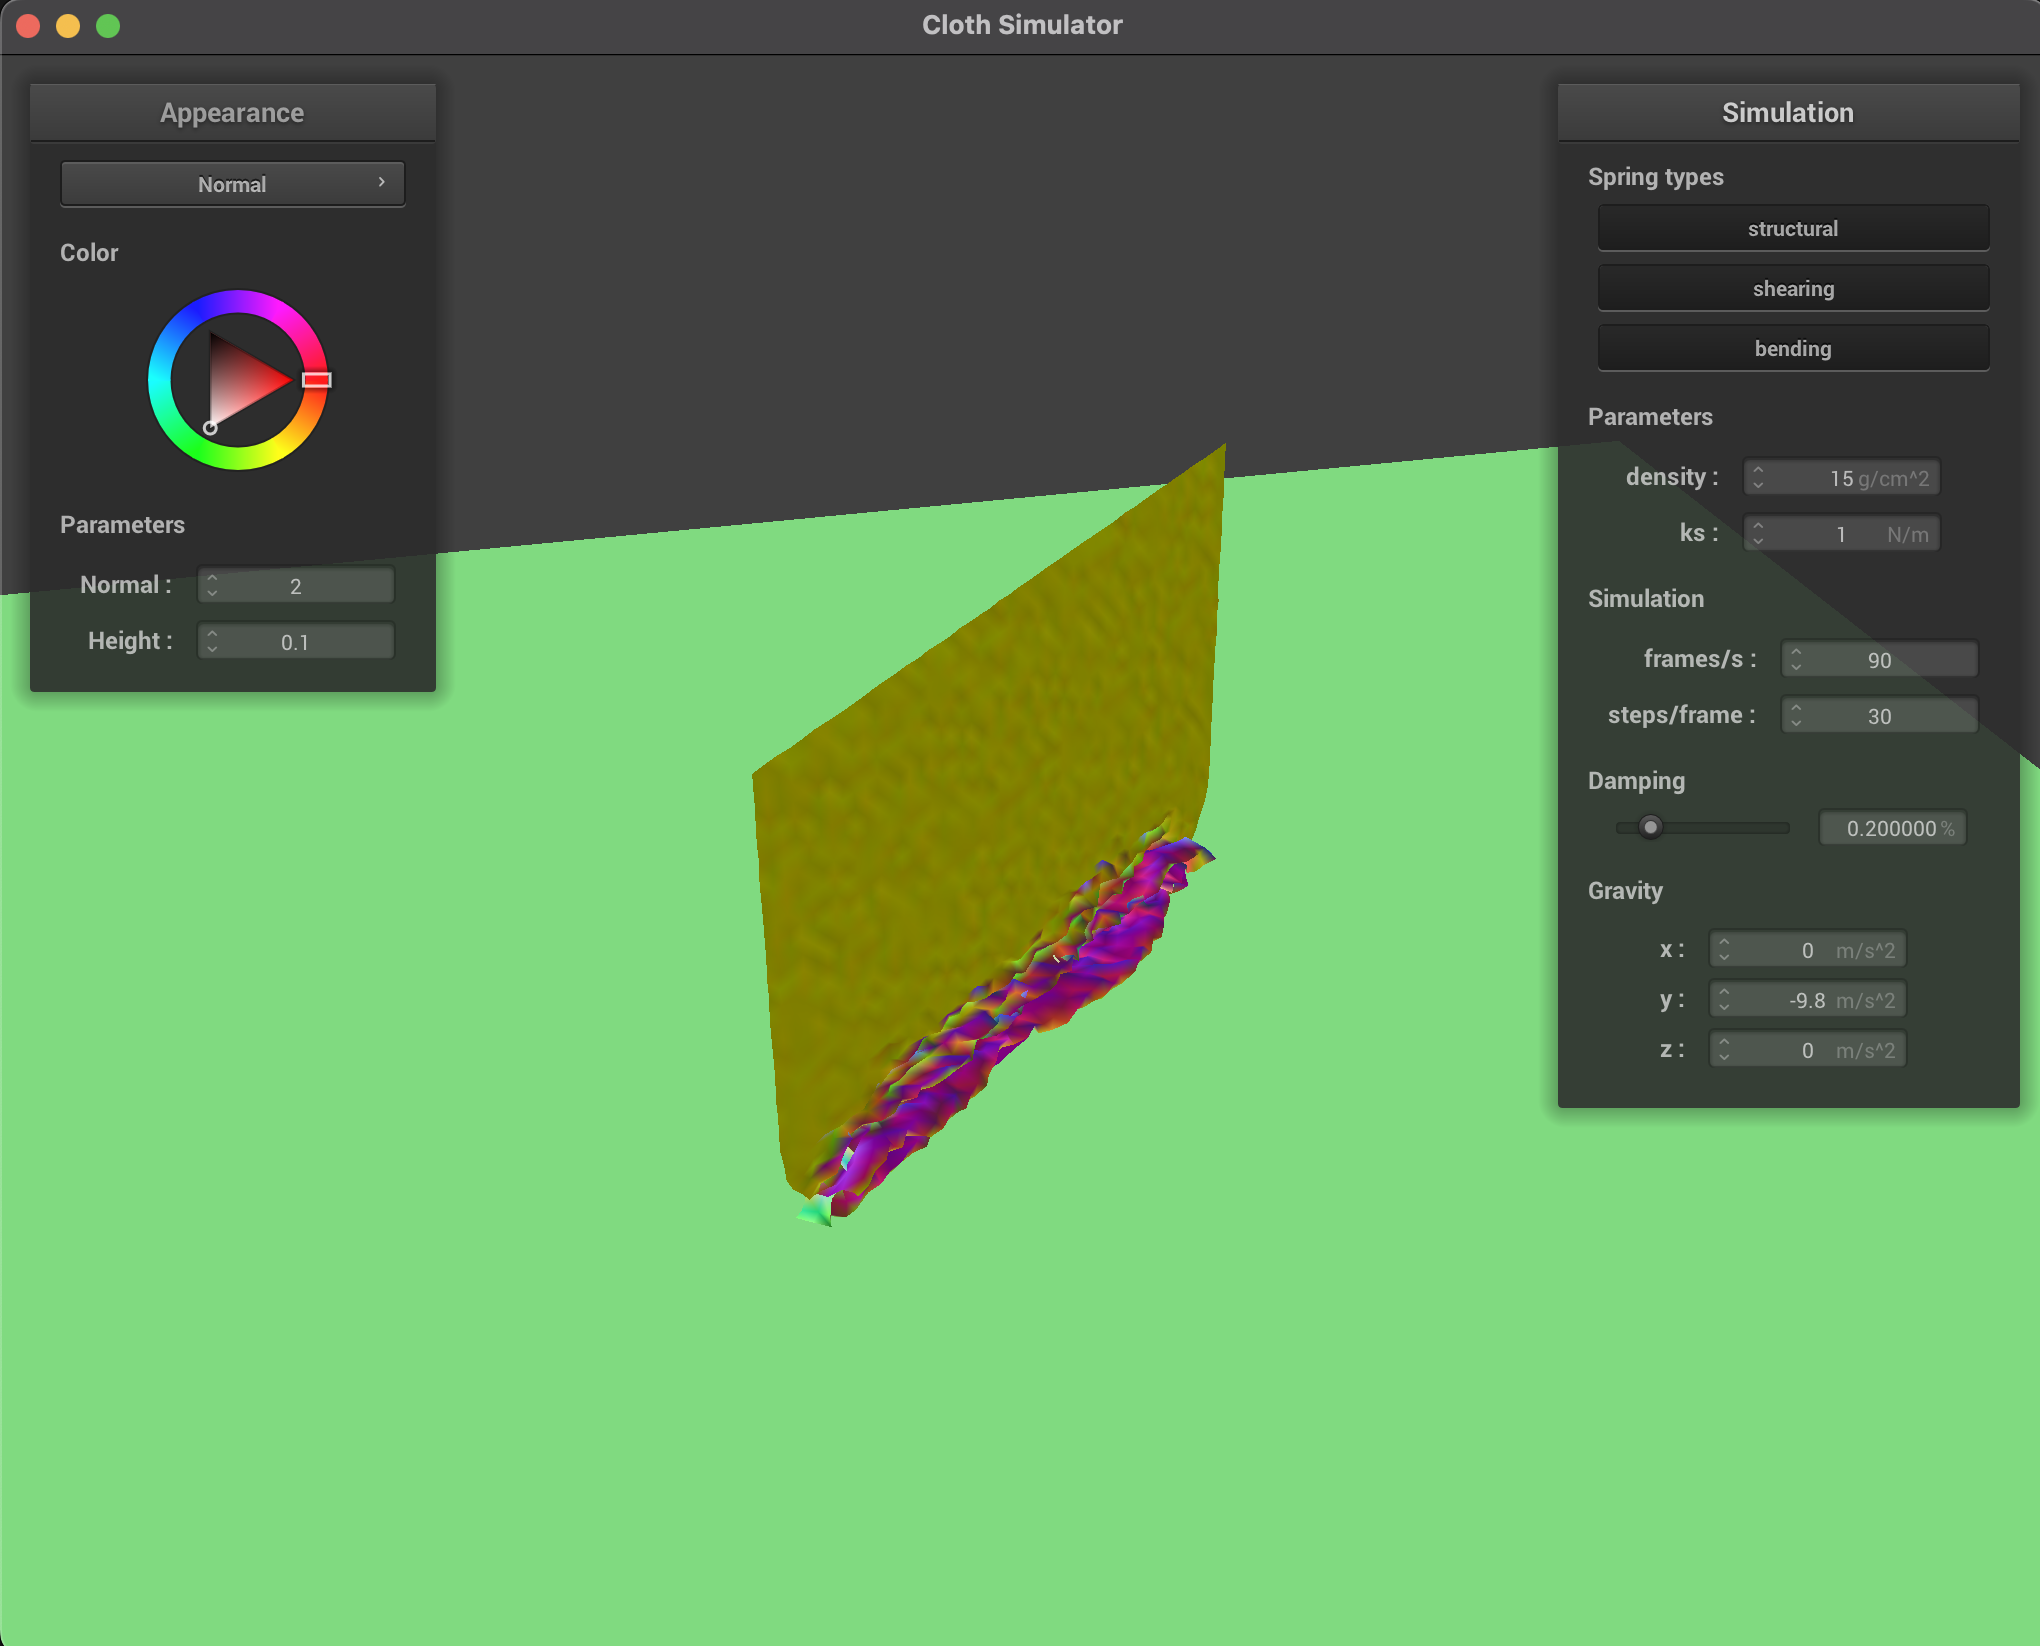 Cloth Simulator
Appearance
Normal
Color
Parameters
Normal : 2
Height : 0.1
Simulation
Spring types
structural
shearing
bending
Parameters
density : 15 g/cm^2
ks : 1 N/m
Simulation
frames/s : 90
steps/frame : 30
Damping
0.200000 %
Gravity
x : 0 m/s^2
y : -9.8 m/s^2
z : 0 m/s^2